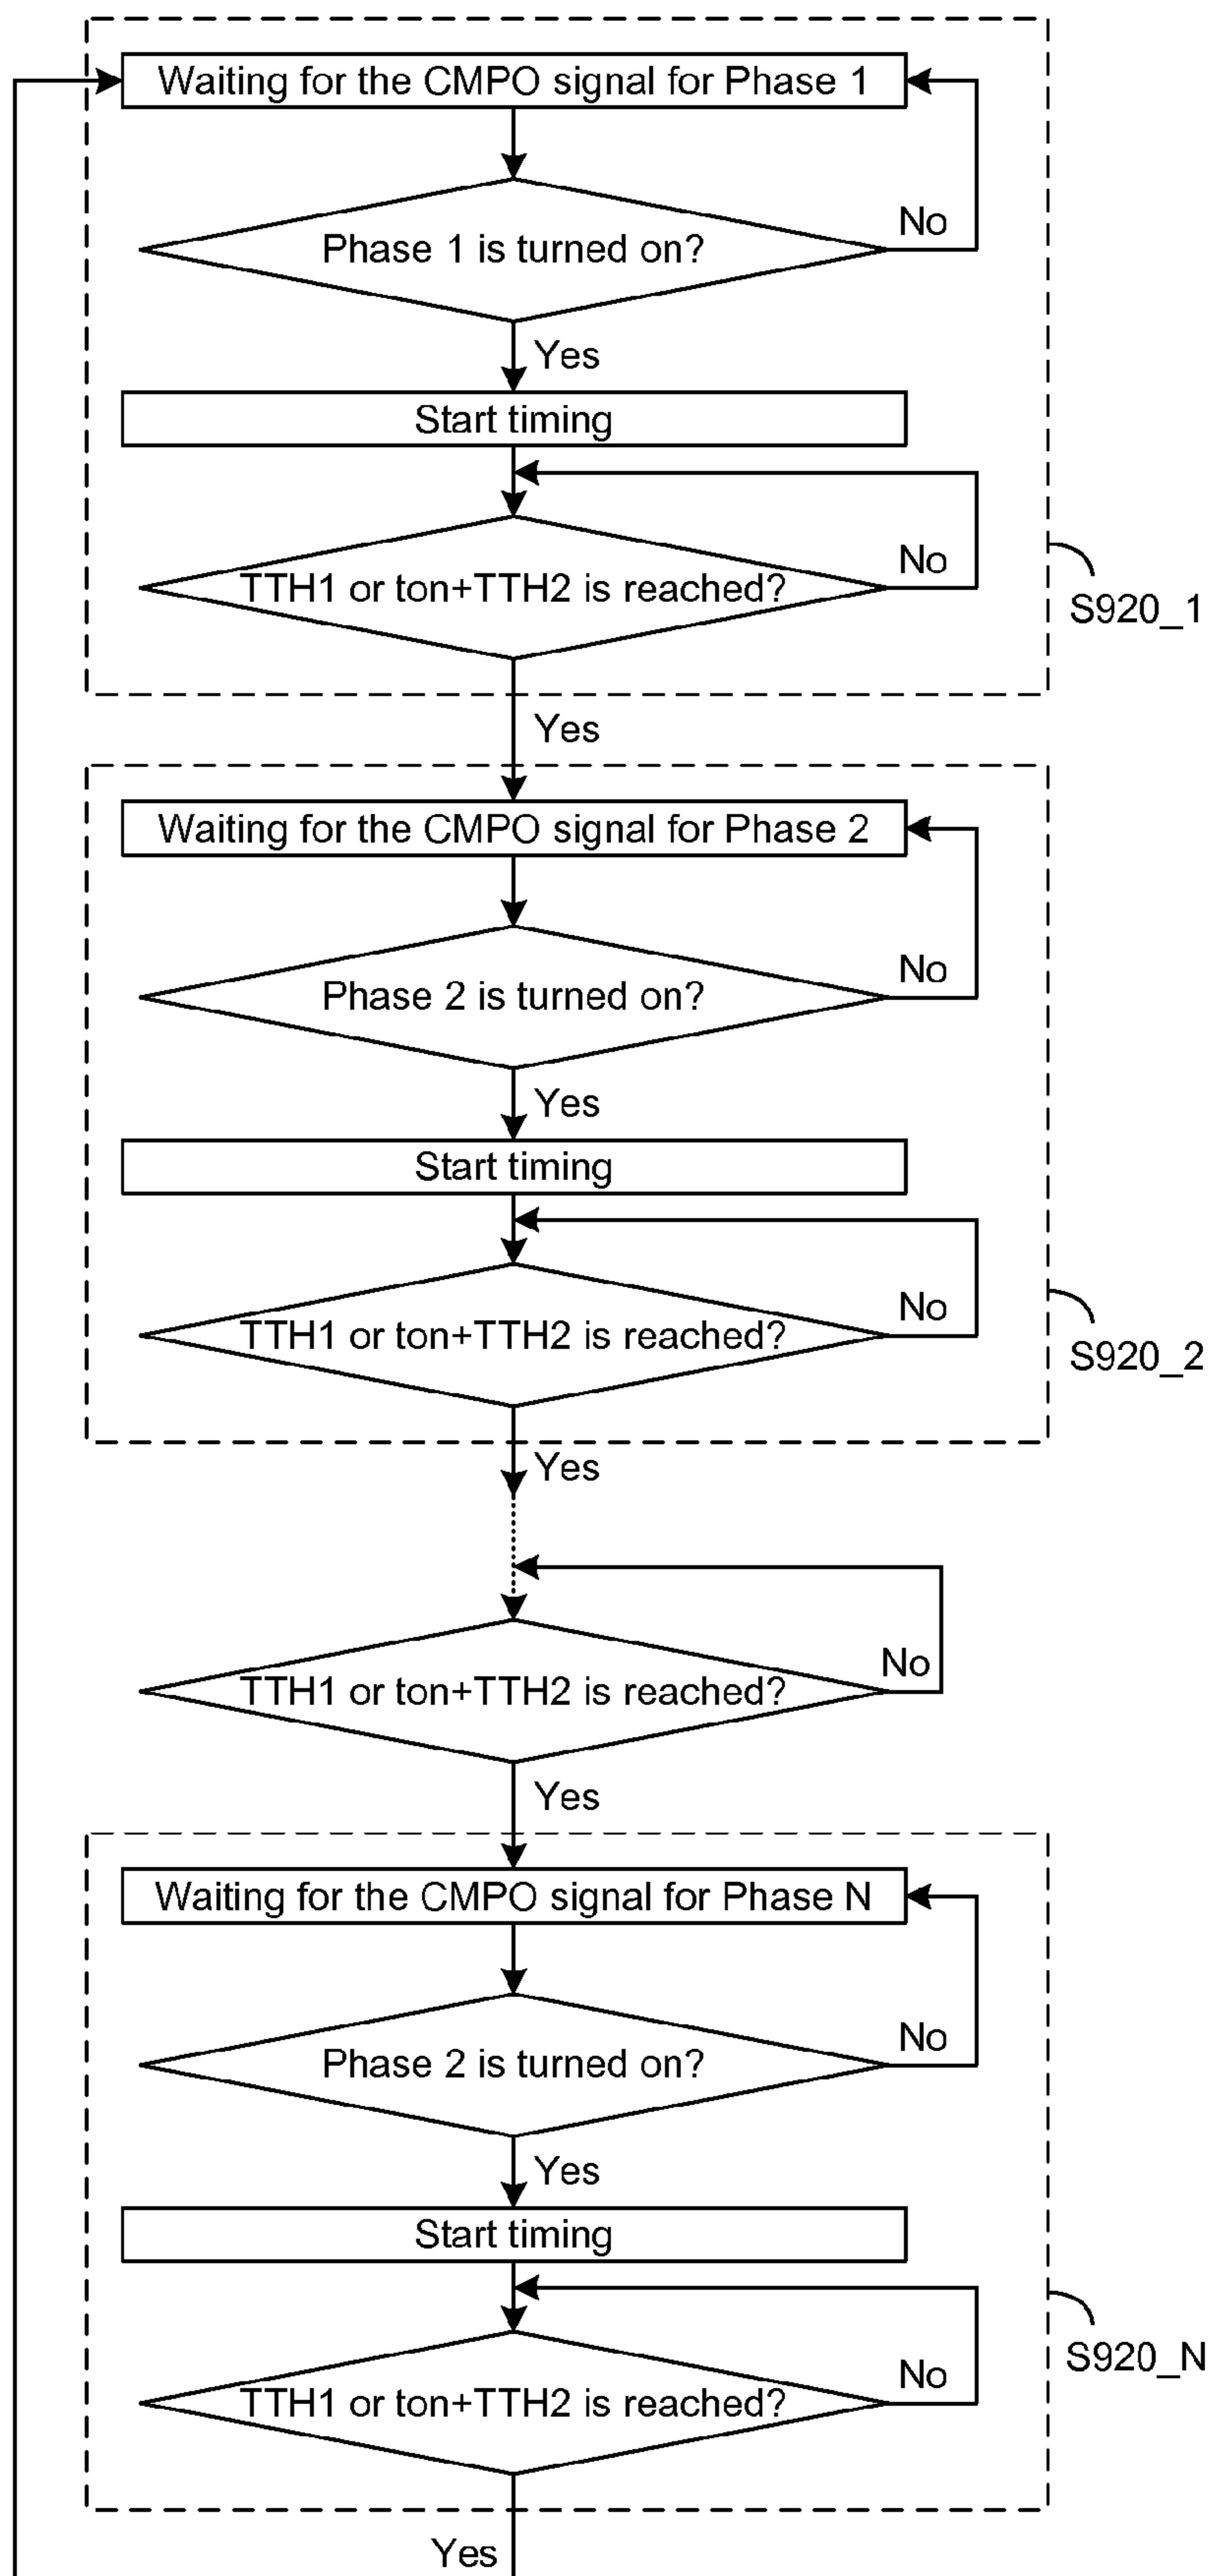 Waiting for the CMPO signal for Phase 1
Phase 1 is turned on?
No
Yes
Start timing
TTH1 or ton+TTH2 is reached?
No
S920_1
Yes
Waiting for the CMPO signal for Phase 2
Phase 2 is turned on?
No
Yes
Start timing
TTH1 or ton+TTH2 is reached?
No
S920_2
Yes
TTH1 or ton+TTH2 is reached?
No
Yes
Waiting for the CMPO signal for Phase N
Phase 2 is turned on?
No
Yes
Start timing
TTH1 or ton+TTH2 is reached?
No
S920_N
Yes